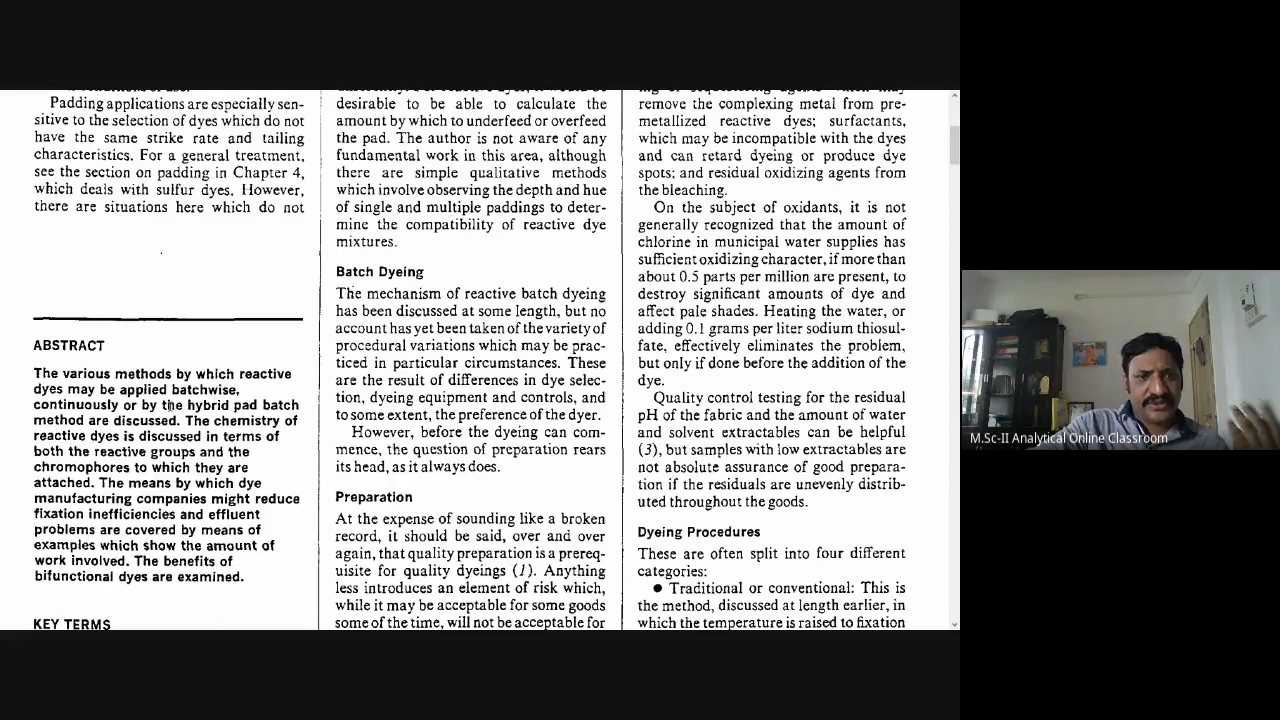 Padding applications are especially sen-
sitive to the selection of dyes which do not
have the same strike rate and tailing
characteristics. For a general treatment,
see the section on padding in Chapter 4,
which deals with sulfur dyes. However,
there are situations here which do not
ABSTRACT
The various methods by which reactive
dyes may be applied batchwise,
continuously or by the hybrid pad batch
method are discussed. The chemistry of
reactive dyes is discussed in terms of
both the reactive groups and the
chromophores to which they are
attached. The means by which dye
manufacturing companies might reduce
fixation inefficiencies and effluent
problems are covered by means of
examples which show the amount of
work involved. The benefits of
bifunctional dyes are examined.
KEY TERMS
desirable to be able to calculate the
amount by which to underfeed or overfeed
the pad. The author is not aware of any
fundamental work in this area, although
there are simple qualitative methods
which involve observing the depth and hue
of single and multiple paddings to deter-
mine the compatibility of reactive dye
mixtures.
Batch Dyeing
The mechanism of reactive batch dyeing
has been discussed at some length, but no
account has yet been taken of the variety of
procedural variations which may be prac-
ticed in particular circumstances. These
are the result of differences in dye selec-
tion, dyeing equipment and controls, and
to some extent, the preference of the dyer.
However, before the dyeing can com-
mence, the question of preparation rears
its head, as it always does.
Preparation
At the expense of sounding like a broken
record, it should be said, over and over
again, that quality preparation is a prereq-
uisite for quality dyeings (1). Anything
less introduces an element of risk which,
while it may be acceptable for some goods
some of the time, will not be acceptable for
remove the complexing metal from pre-
metallized reactive dyes; surfactants,
which may be incompatible with the dyes
and can retard dyeing or produce dye
spots; and residual oxidizing agents from
the bleaching.
On the subject of oxidants, it is not
generally recognized that the amount of
chlorine in municipal water supplies has
sufficient oxidizing character, if more than
about 0.5 parts per million are present, to
destroy significant amounts of dye and
affect pale shades. Heating the water, or
adding 0.1 grams per liter sodium thiosul-
fate, effectively eliminates the problem,
but only if done before the addition of the
dye.
Quality control testing for the residual
pH of the fabric and the amount of water
and solvent extractables can be helpful
(3), but samples with low extractables are
not absolute assurance of good prepara-
tion if the residuals are unevenly distrib-
uted throughout the goods.
Dyeing Procedures
These are often split into four different
categories:
● Traditional or conventional: This is
the method, discussed at length earlier, in
which the temperature is raised to fixation
M.Sc-II Analytical Online Classroom